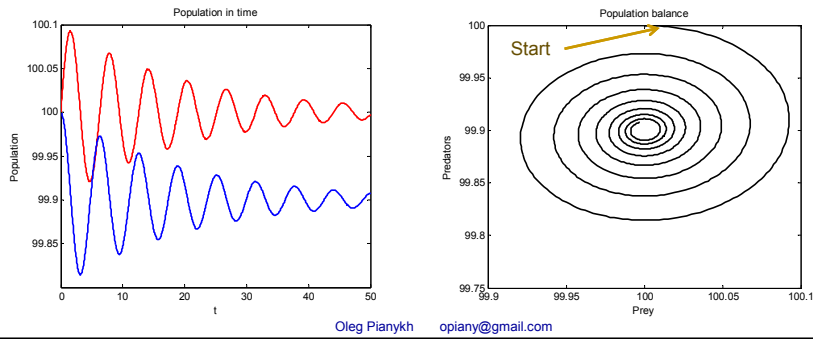 Population in time
100.1
100.05
100
99.95
99.9
99.85
Population
0 10 20 30 40 50
t
Population balance
Start
100
99.95
99.9
99.85
99.8
99.75
Predators
99.9 99.95 100 100.05 100.1
Prey
Oleg Pianykh opiany@gmail.com